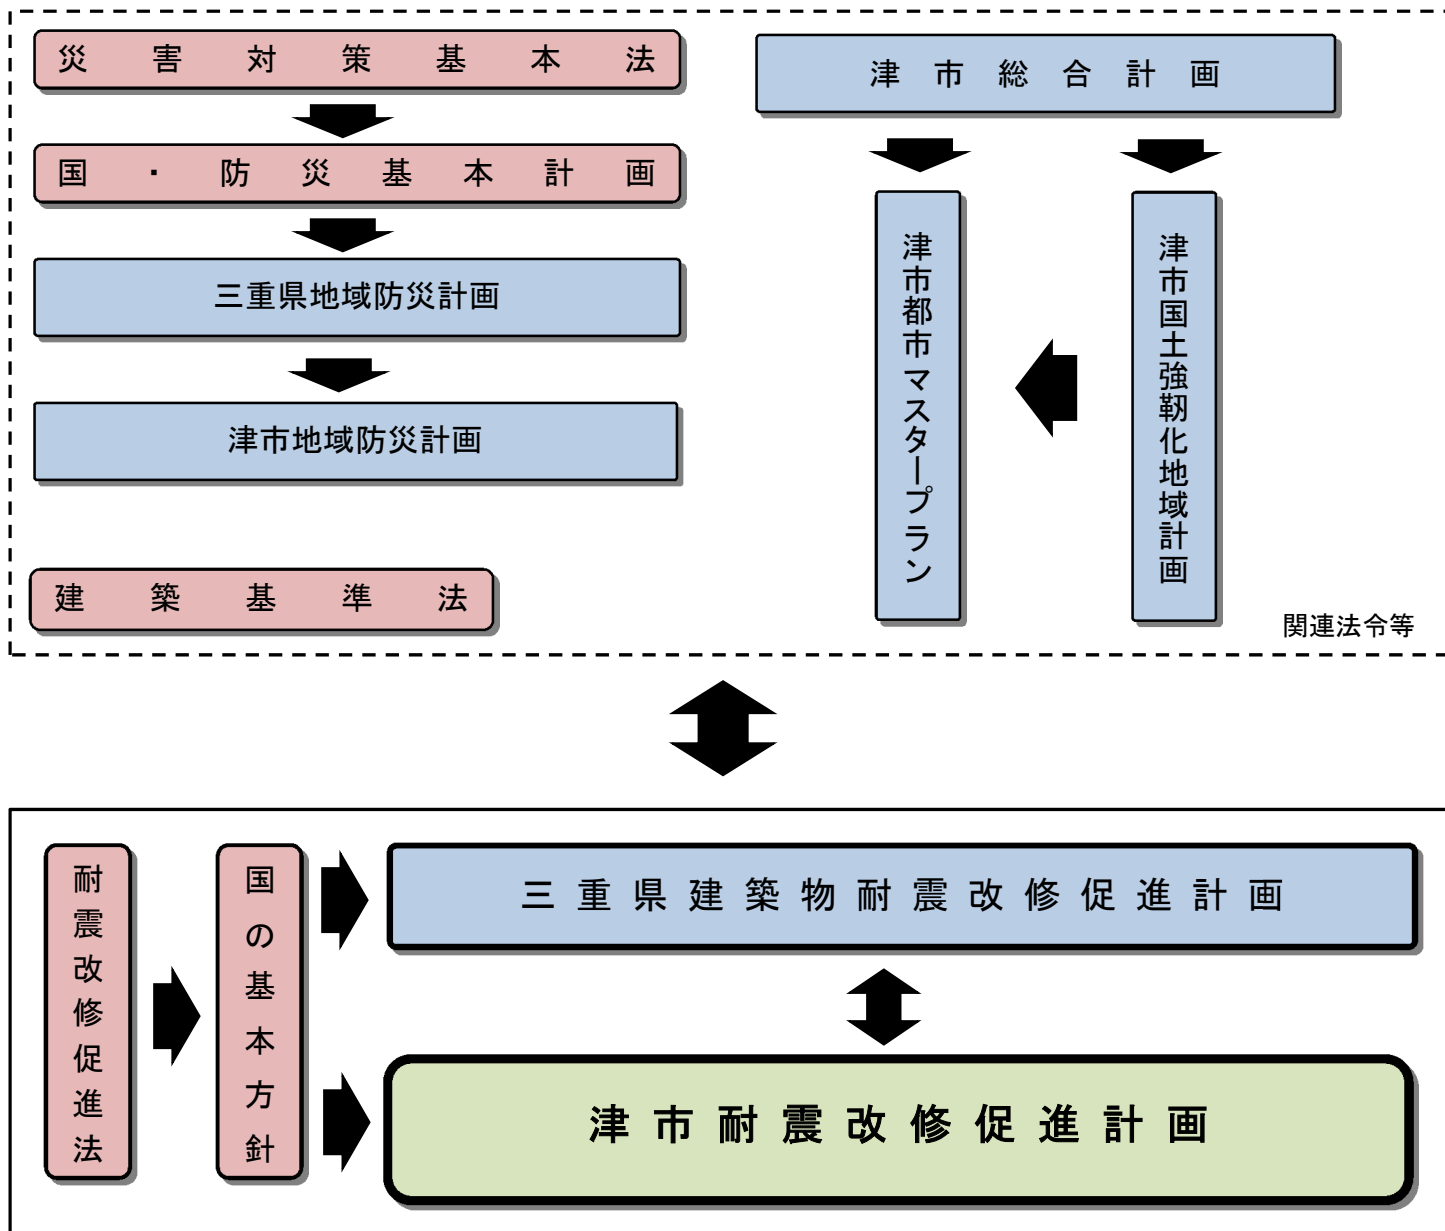 災害対策基本法
国・防災基本計画
三重県地域防災計画
津市地域防災計画
建築基準法
津市総合計画
津市都市マスタープラン
津市国土強靭化地域計画
関連法令等
耐震改修促進法
国の基本方針
三重県建築物耐震改修促進計画
津市耐震改修促進計画